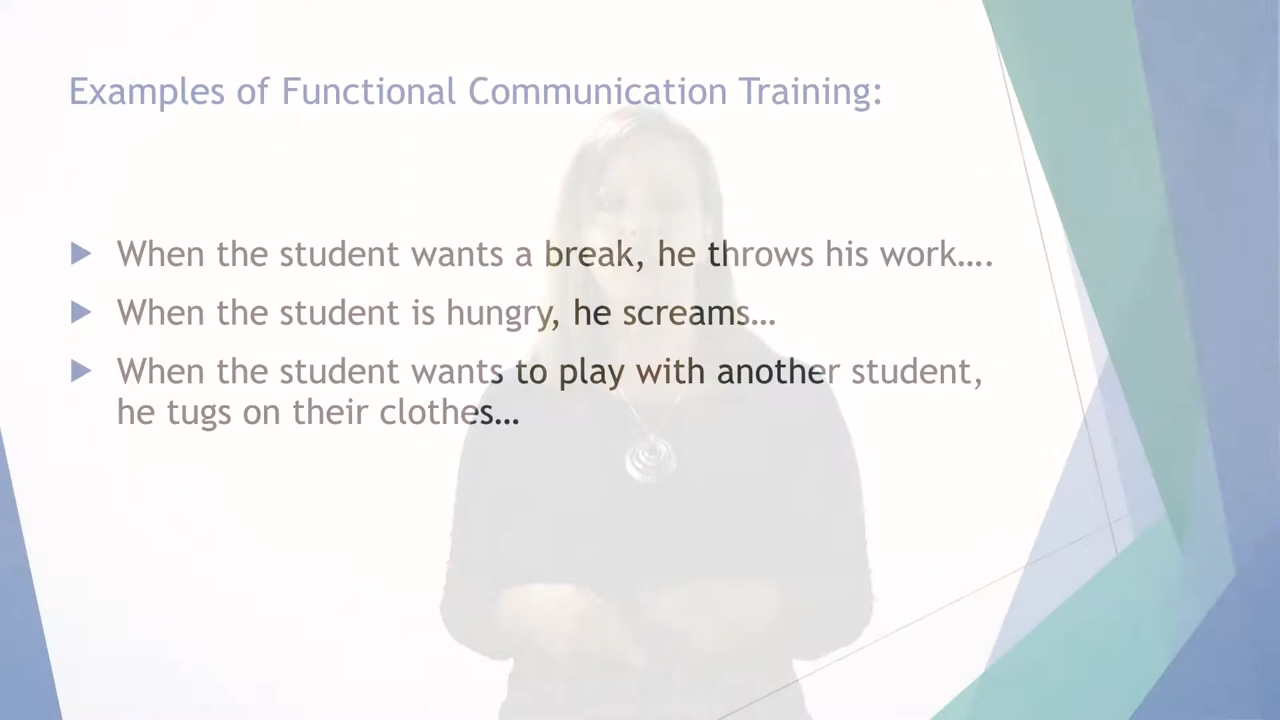 Examples of Functional Communication Training:
When the student wants a break, he throws his work....
When the student is hungry, he screams...
When the student wants to play with another student,
he tugs on their clothes...